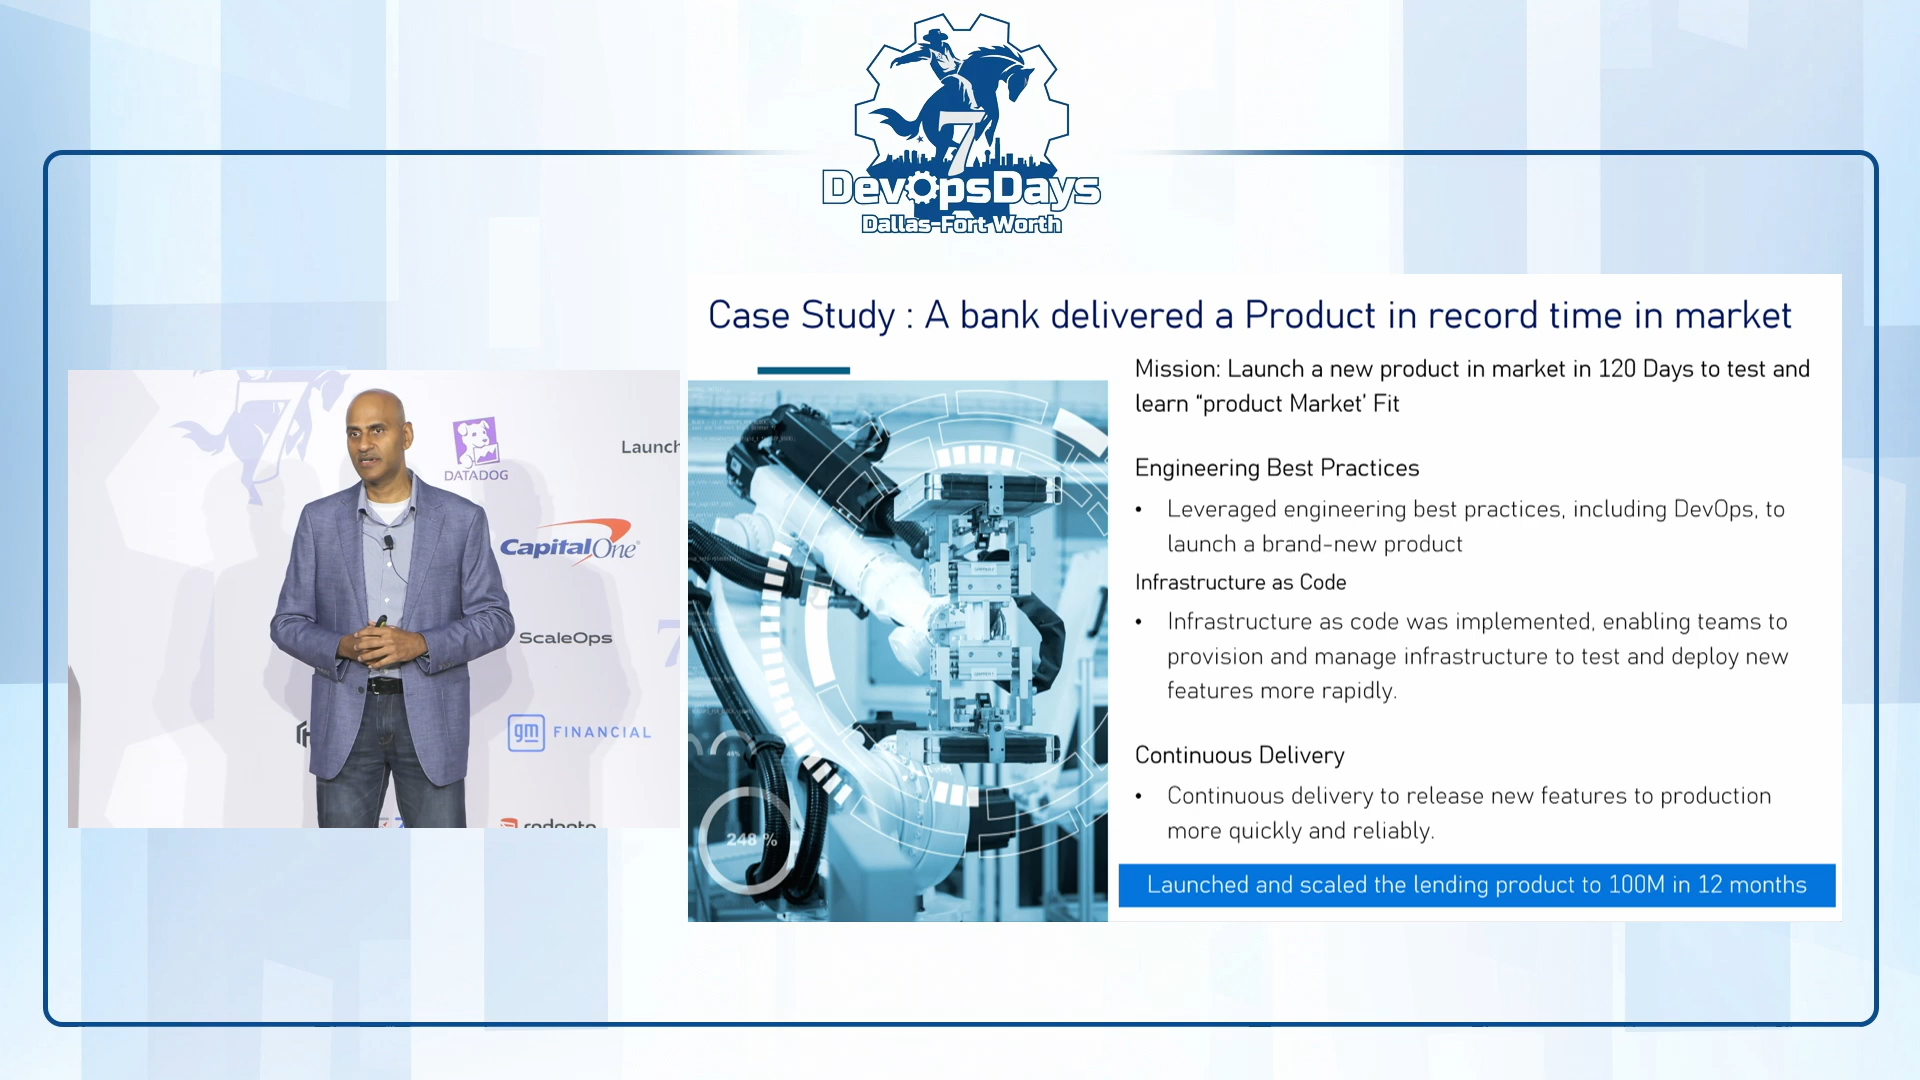 7
DevOpsDays
Dallas-Fort Worth
Case Study : A bank delivered a Product in record time in market
Mission: Launch a new product in market in 120 Days to test and
learn “product Market’ Fit
Engineering Best Practices
• Leveraged engineering best practices, including DevOps, to
launch a brand-new product
Infrastructure as Code
• Infrastructure as code was implemented, enabling teams to
provision and manage infrastructure to test and deploy new
features more rapidly.
Continuous Delivery
• Continuous delivery to release new features to production
more quickly and reliably.
Launched and scaled the lending product to 100M in 12 months
248 %
7
DATADOG
Launch
CapitalOne
ScaleOps
7
gm FINANCIAL